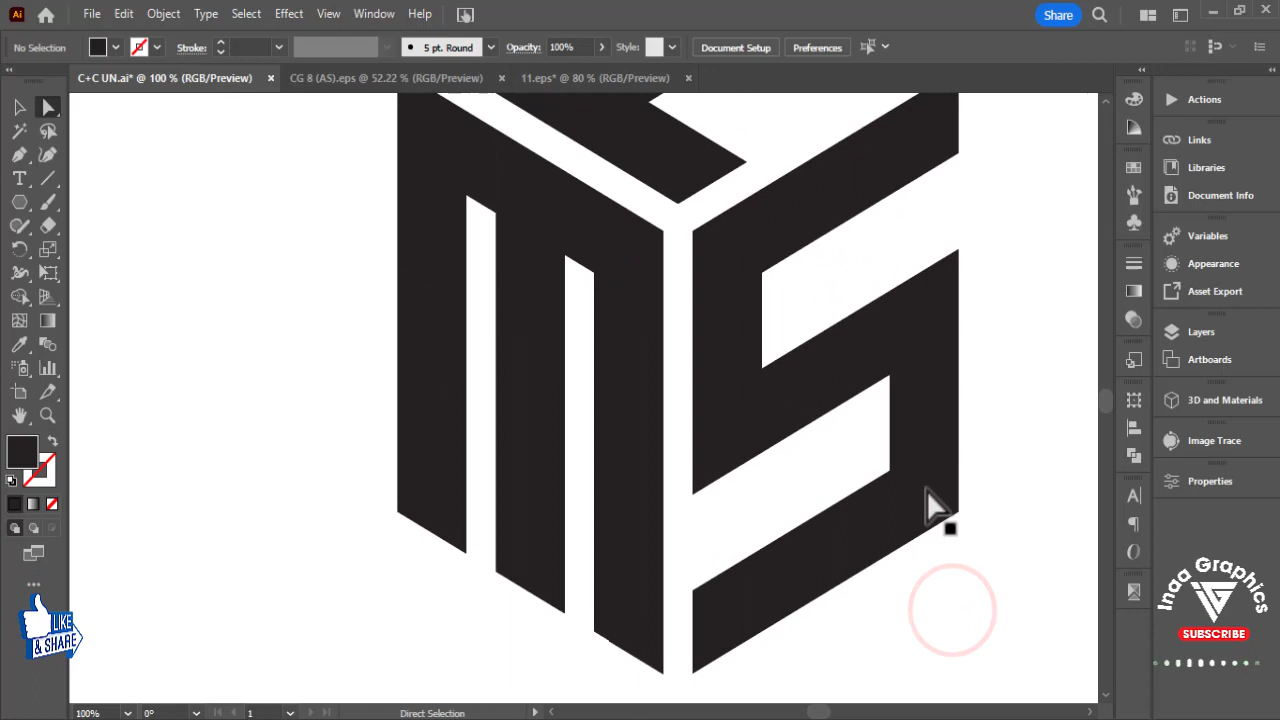 Ai File Edit Object Type Select Effect View Window Help Share
No Selection Stroke: 5 pt. Round Opacity: 100% Style: Document Setup Preferences
C+C UN.ai* @ 100 % (RGB/Preview) × CG 8 (AS).eps @ 52.22 % (RGB/Preview) × 11.eps* @ 80 % (RGB/Preview) ×
Actions
Links
Libraries
Document Info
Variables
Appearance
Asset Export
Layers
Artboards
3D and Materials
Image Trace
Properties
MS
LIKE
& SHARE
Inaa Graphics
SUBSCRIBE
100% 0° 1 Direct Selection